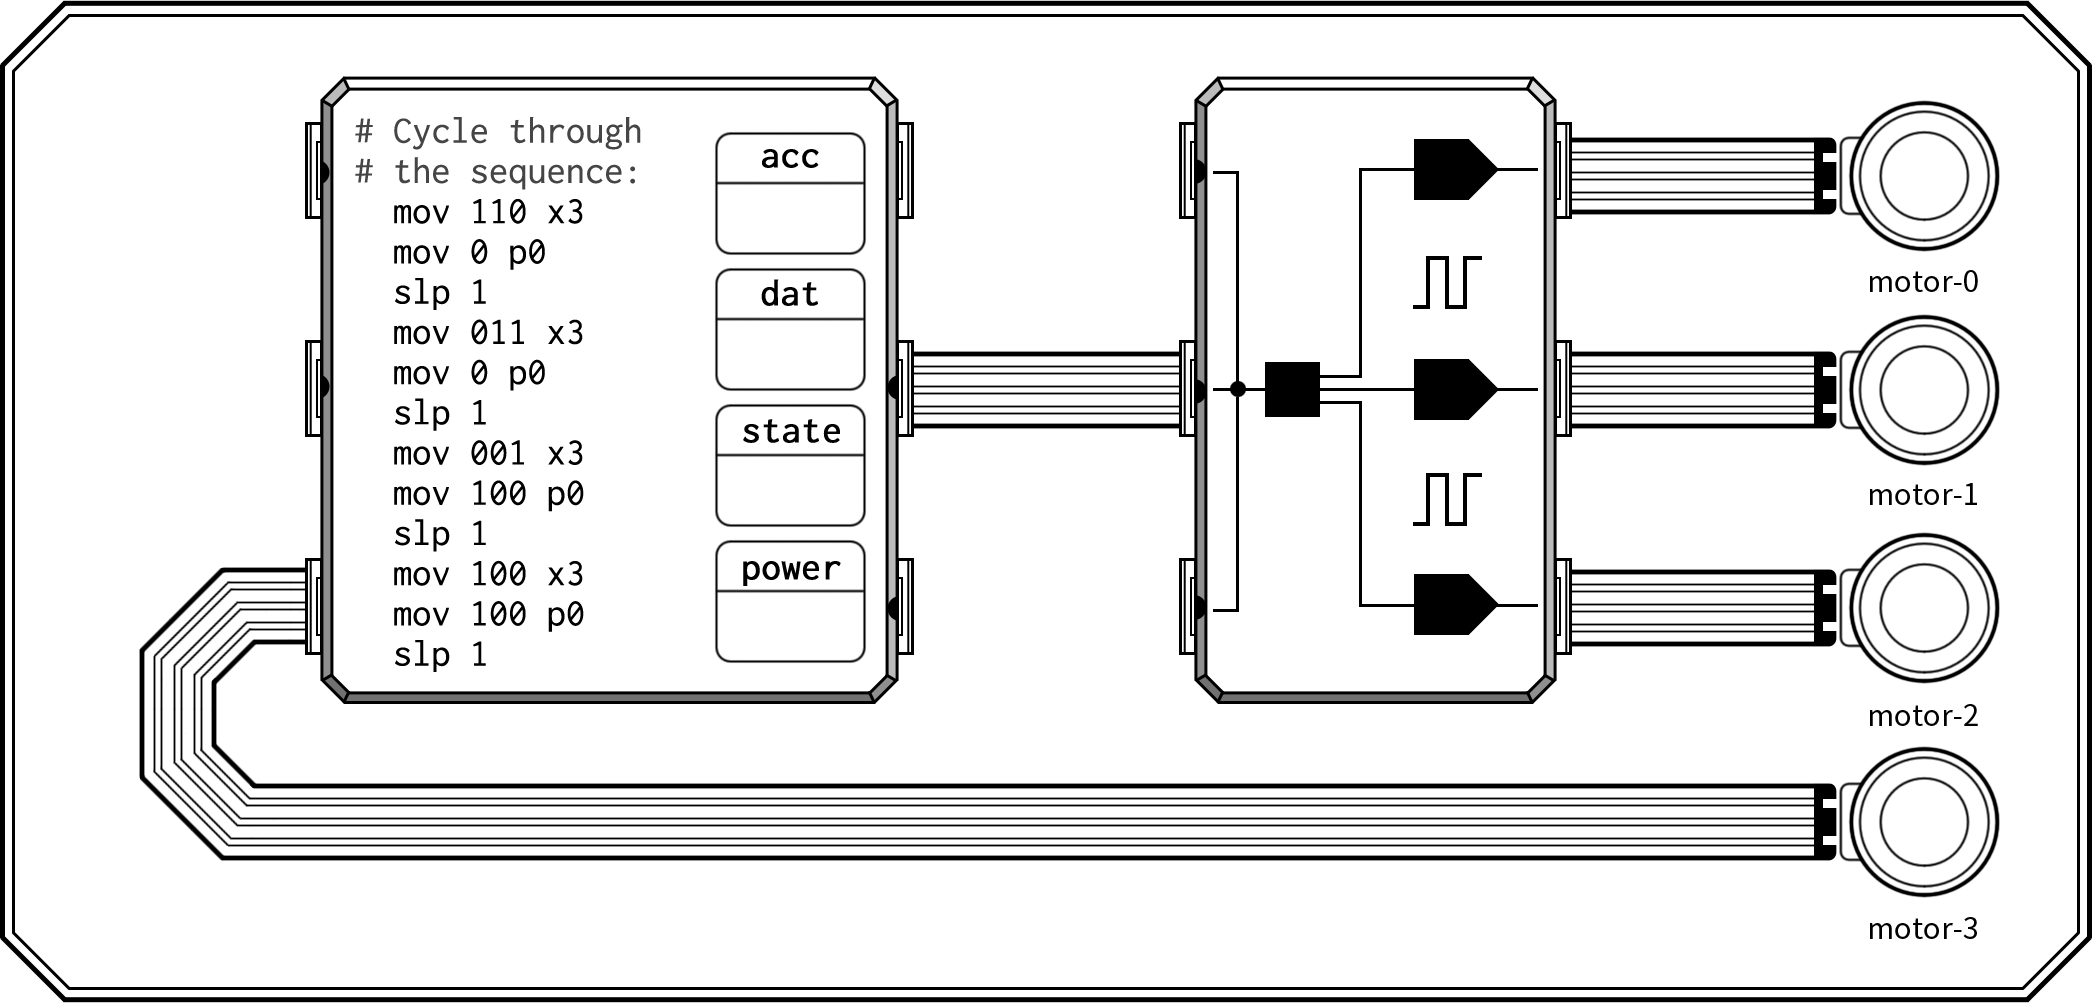 # Cycle through
# the sequence:
mov 110 x3
mov 0 p0
slp 1
mov 011 x3
mov 0 p0
slp 1
mov 001 x3
mov 100 p0
slp 1
mov 100 x3
mov 100 p0
slp 1
acc
dat
state
power
motor-0
motor-1
motor-2
motor-3